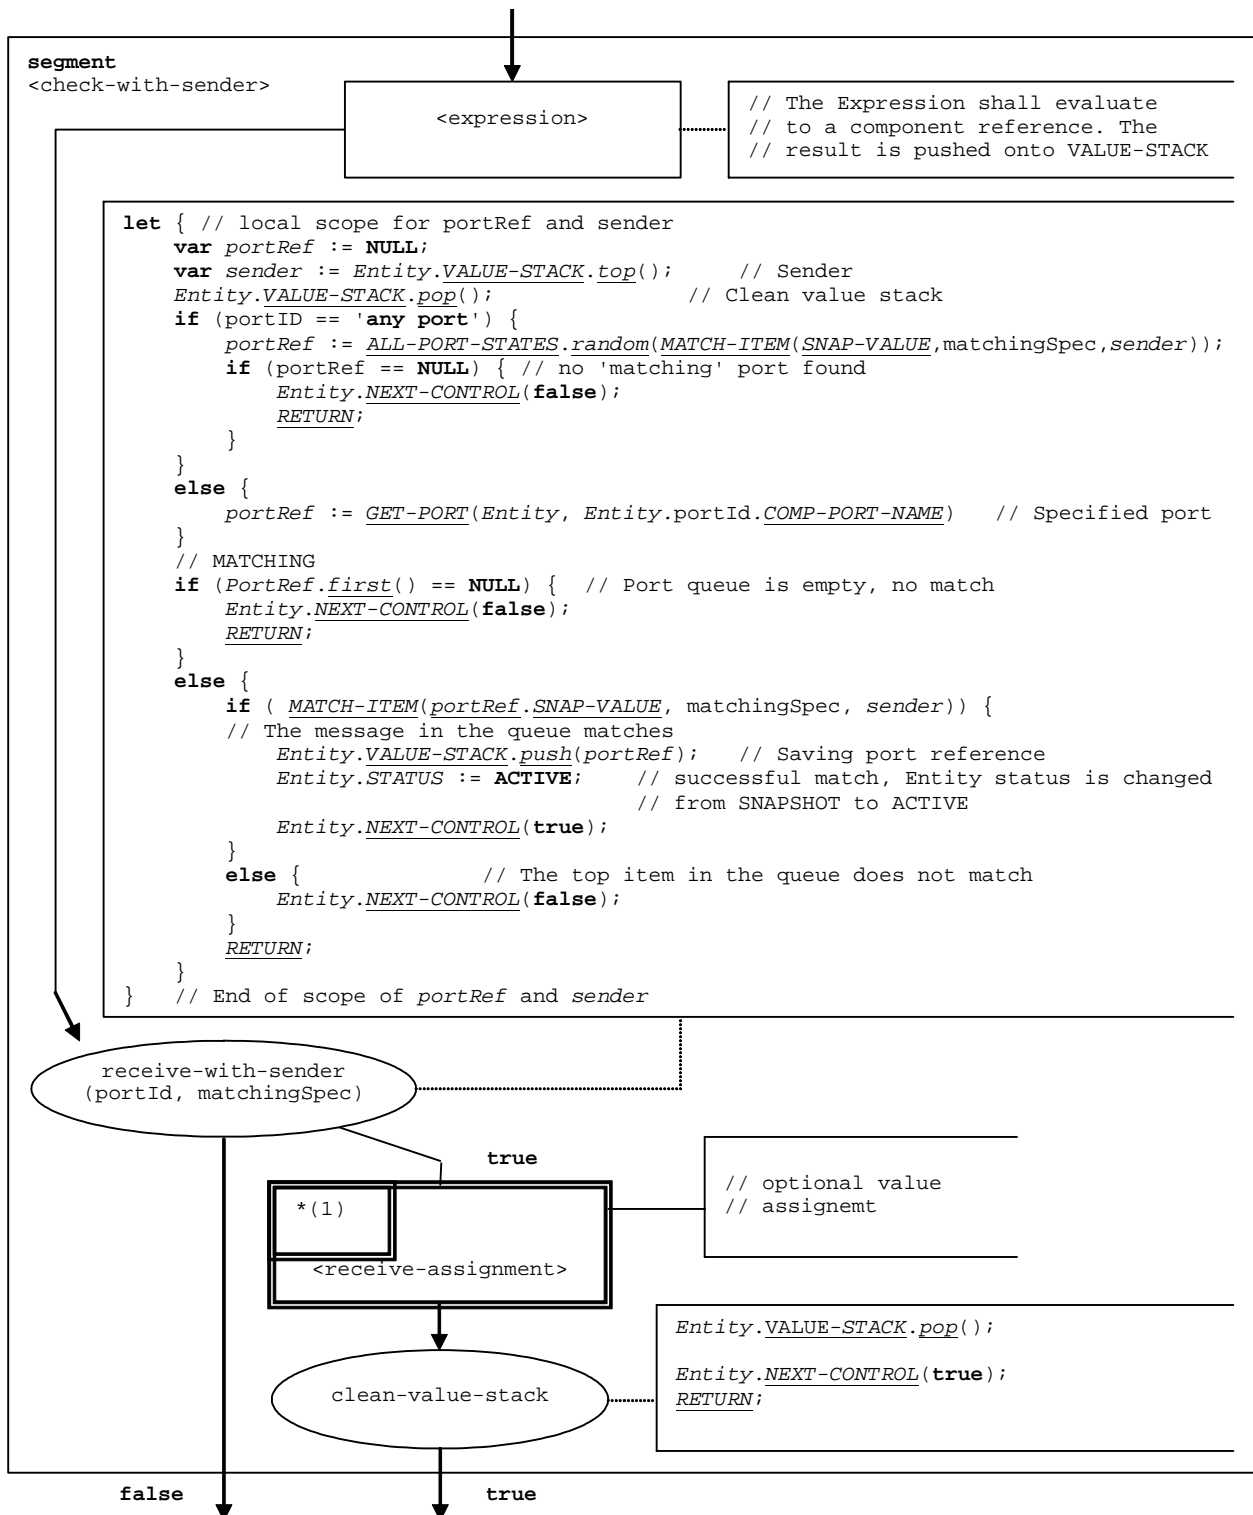 segment
<check-with-sender>
<expression>
// The Expression shall evaluate
// to a component reference. The
// result is pushed onto VALUE-STACK
let { // local scope for portRef and sender
var portRef := NULL;
var sender := Entity.VALUE-STACK.top(); // Sender
Entity.VALUE-STACK.pop(); // Clean value stack
if (portID == 'any port') {
portRef := ALL-PORT-STATES.random(MATCH-ITEM(SNAP-VALUE,matchingSpec,sender));
if (portRef == NULL) { // no 'matching' port found
Entity.NEXT-CONTROL(false);
RETURN;
}
}
else {
portRef := GET-PORT(Entity, Entity.portId.COMP-PORT-NAME) // Specified port
}
// MATCHING
if (PortRef.first() == NULL) { // Port queue is empty, no match
Entity.NEXT-CONTROL(false);
RETURN;
}
else {
if ( MATCH-ITEM(portRef.SNAP-VALUE, matchingSpec, sender)) {
// The message in the queue matches
Entity.VALUE-STACK.push(portRef); // Saving port reference
Entity.STATUS := ACTIVE; // successful match, Entity status is changed
// from SNAPSHOT to ACTIVE
Entity.NEXT-CONTROL(true);
}
else { // The top item in the queue does not match
Entity.NEXT-CONTROL(false);
}
RETURN;
}
} // End of scope of portRef and sender
receive-with-sender
(portId, matchingSpec)
true
*(1)
<receive-assignment>
// optional value
// assignemt
clean-value-stack
Entity.VALUE-STACK.pop();
Entity.NEXT-CONTROL(true);
RETURN;
false
true